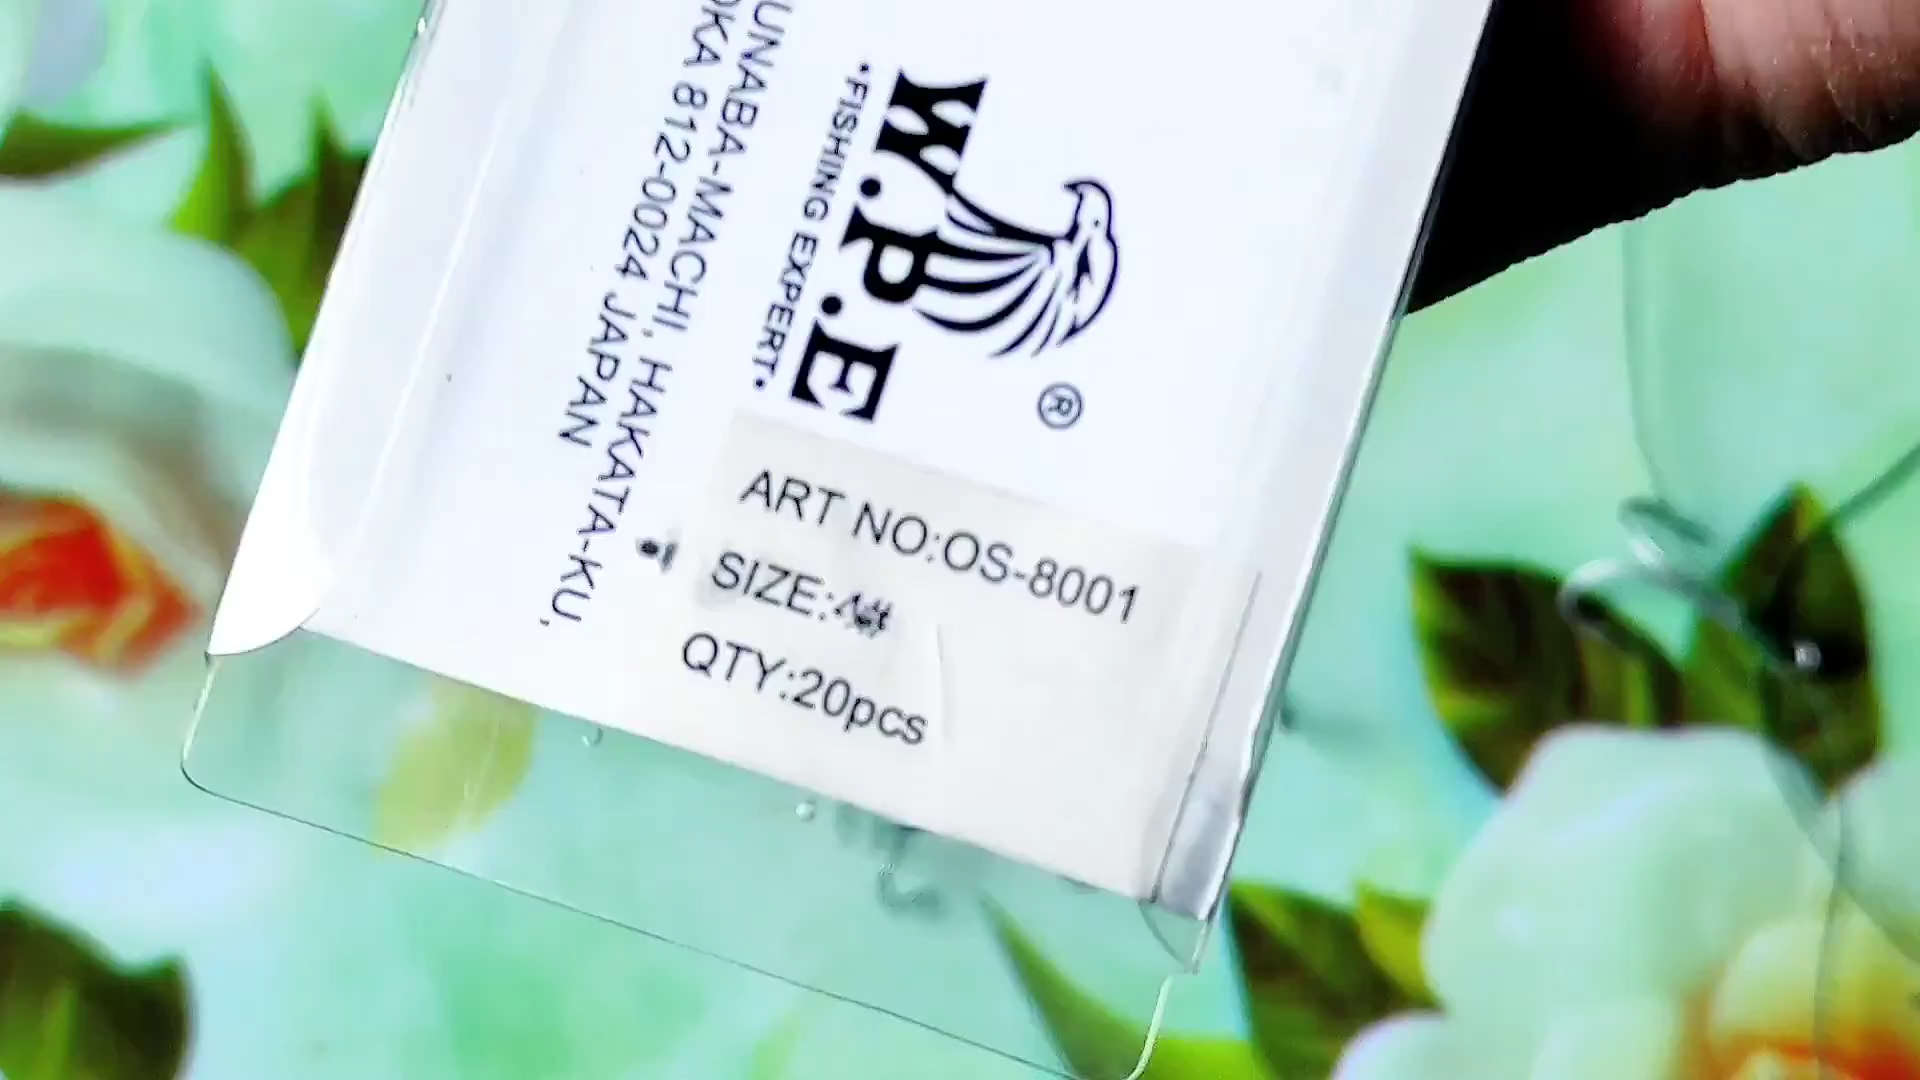 W.P.E
®
•FISHING EXPERT•
UNABA-MACHI, HAKATA-KU,
OKA 812-0024 JAPAN
ART NO:OS-8001
SIZE:
QTY:20pcs